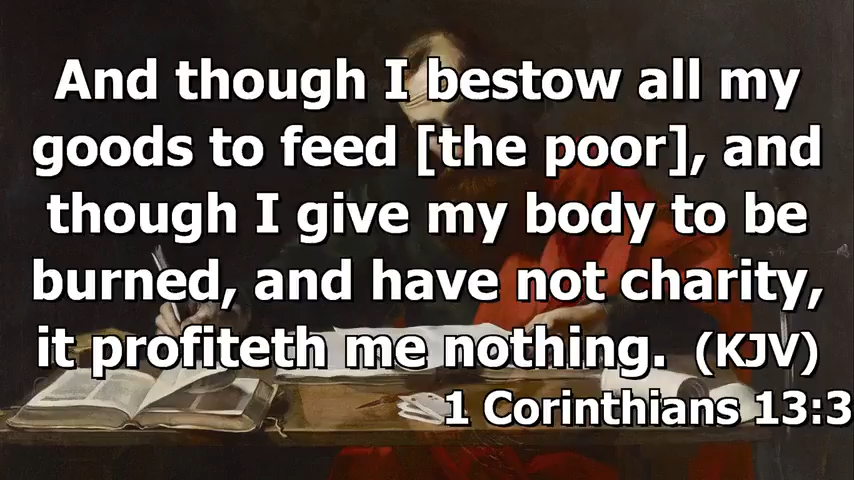 And though I bestow all my
goods to feed [the poor], and
though I give my body to be
burned, and have not charity,
it profiteth me nothing. (KJV)
1 Corinthians 13:3